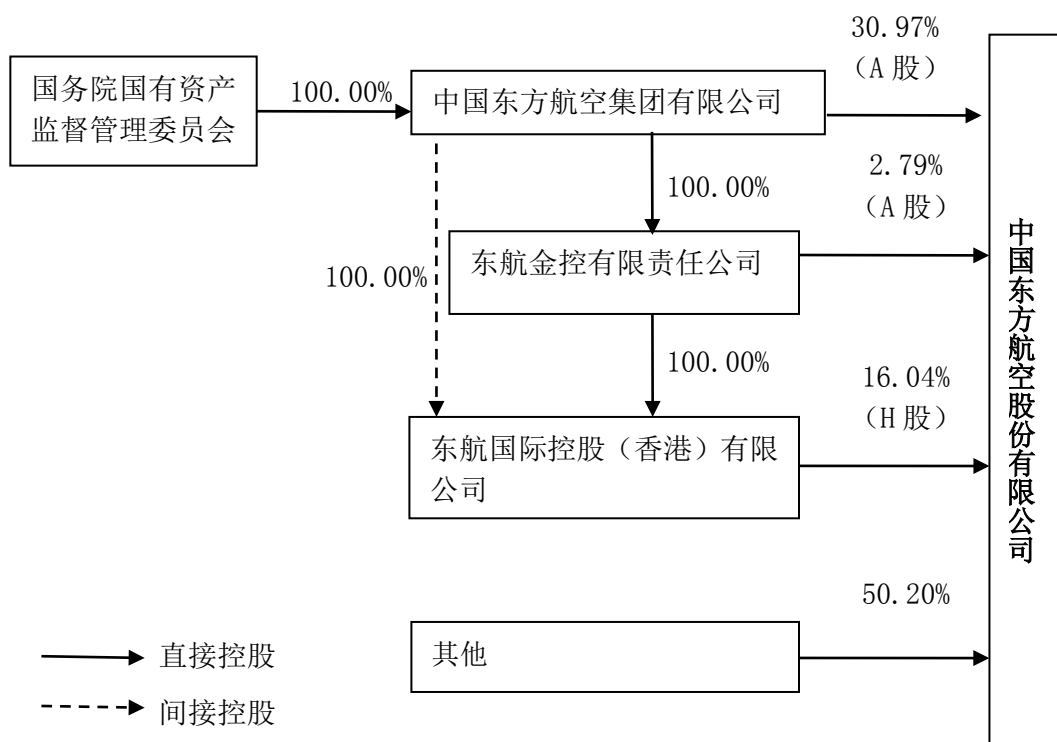 30.97%
（A 股）
国务院国有资产
监督管理委员会
100.00%
中国东方航空集团有限公司
2.79%
（A 股）
100.00%
东航金控有限责任公司
100.00%
100.00%
16.04%
（H 股）
东航国际控股（香港）有限
公司
中国东方航空股份有限公司
50.20%
其他
直接控股
间接控股